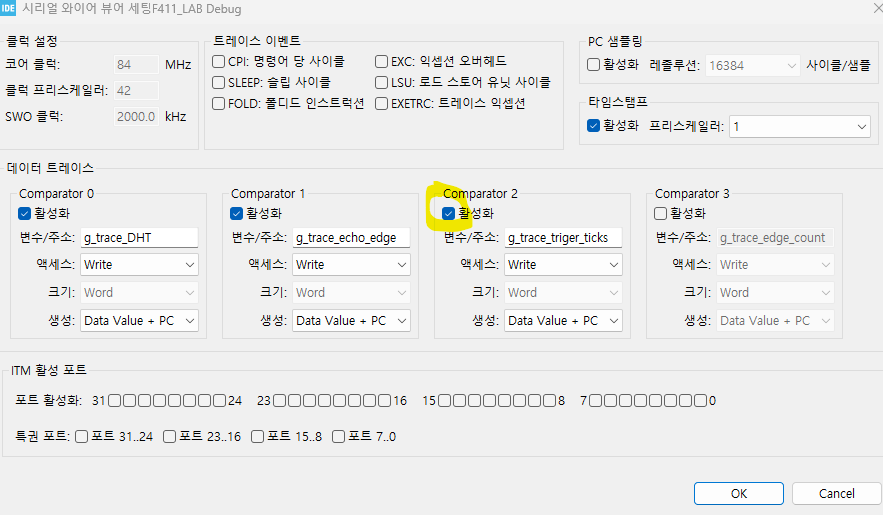 IDE 시리얼 와이어 뷰어 세팅F411_LAB Debug
클럭 설정
코어 클럭: 84 MHz
클럭 프리스케일러: 42
SWO 클럭: 2000.0 kHz
트레이스 이벤트
CPI: 명령어 당 사이클 EXC: 익셉션 오버헤드
SLEEP: 슬립 사이클 LSU: 로드 스토어 유닛 사이클
FOLD: 폴디드 인스트럭션 EXETRC: 트레이스 익셉션
PC 샘플링
활성화 레졸루션: 16384 사이클/샘플
타임스탬프
활성화 프리스케일러: 1
데이터 트레이스
Comparator 0
활성화
변수/주소: g_trace_DHT
액세스: Write
크기: Word
생성: Data Value + PC
Comparator 1
활성화
변수/주소: g_trace_echo_edge
액세스: Write
크기: Word
생성: Data Value + PC
Comparator 2
활성화
변수/주소: g_trace_triger_ticks
액세스: Write
크기: Word
생성: Data Value + PC
Comparator 3
활성화
변수/주소: g_trace_edge_count
액세스: Write
크기: Word
생성: Data Value + PC
ITM 활성 포트
포트 활성화: 31 24 23 16 15 8 7 0
특권 포트: 포트 31..24 포트 23..16 포트 15..8 포트 7..0
OK Cancel